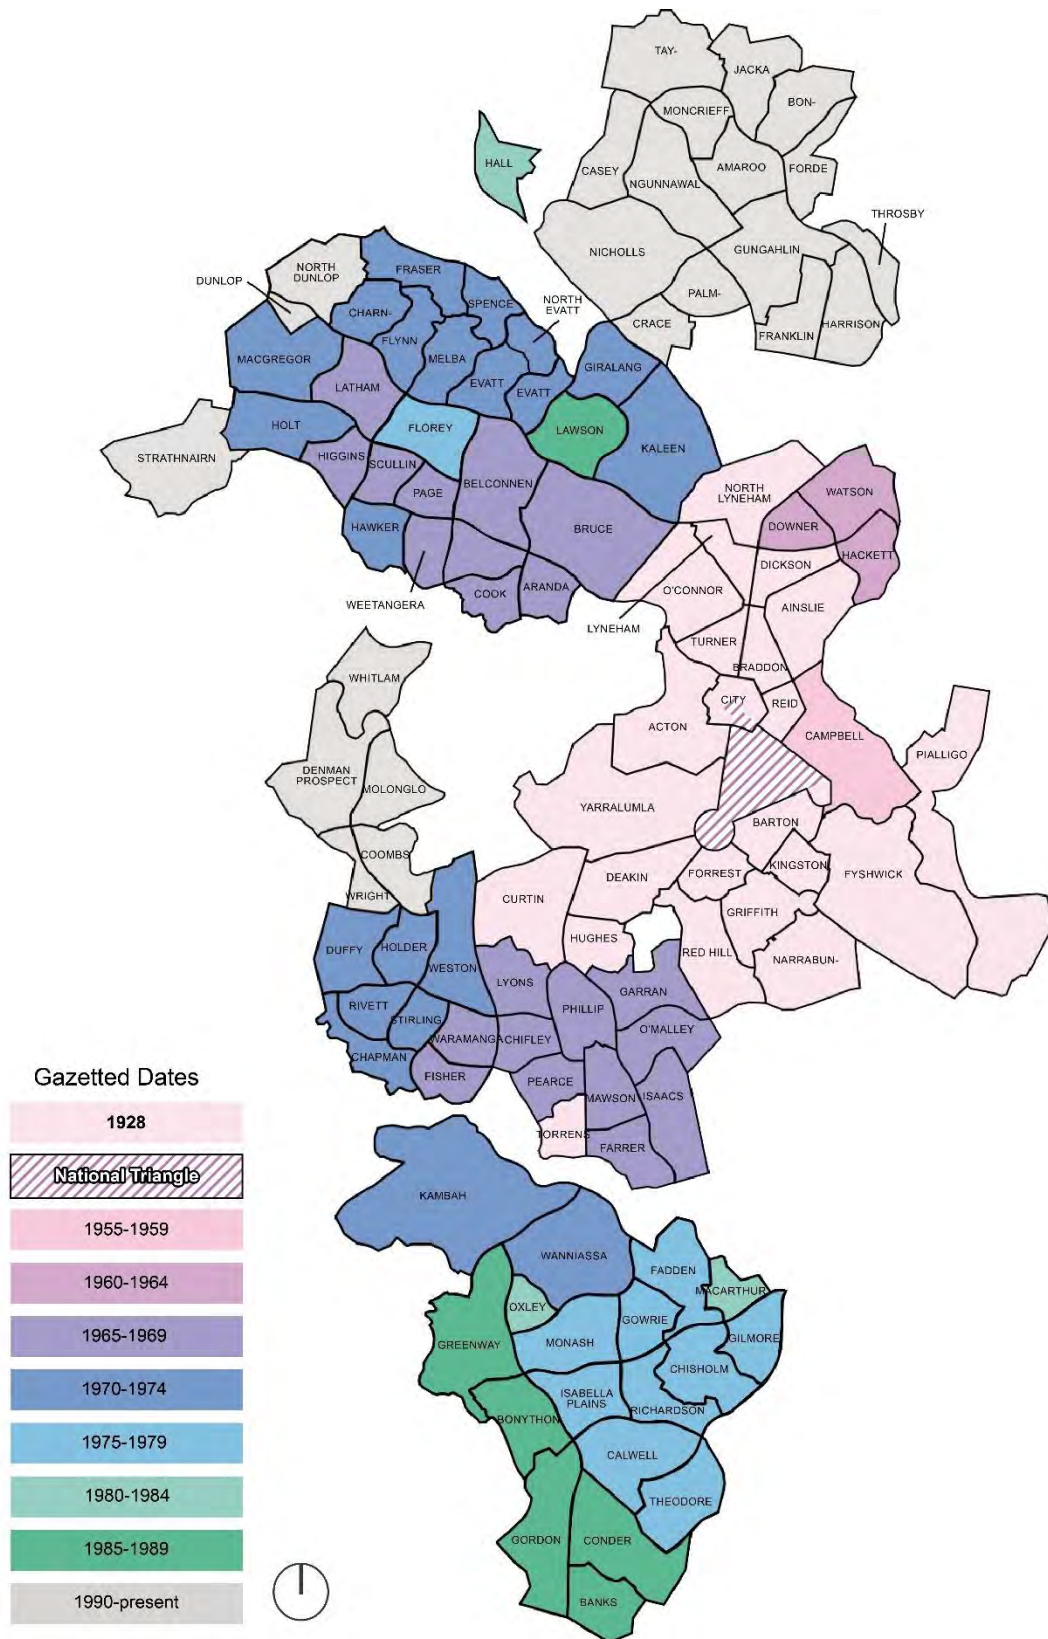 TAY-
JACKA
BON-
MONCRIEFF
HALL
CASEY
AMAROO
FORDE
NGUNNAWAL
THROSBY
NICHOLLS
GUNGAHLIN
NORTH
DUNLOP
DUNLOP
FRASER
PALM-
SPENCE
NORTH
EVATT
CHARN-
CRACE
FRANKLIN
HARRISON
FLYNN
MELBA
MACGREGOR
GIRALANG
LATHAM
EVATT
EVATT
HOLT
FLOREY
LAWSON
KALEEN
STRATHNAIRN
HIGGINS
SCULLIN
BELCONNEN
NORTH
LYNEHAM
WATSON
PAGE
HAWKER
BRUCE
DOWNER
HACKETT
DICKSON
COOK
ARANDA
O'CONNOR
AINSLIE
WEETANGERA
LYNEHAM
TURNER
BRADDON
WHITLAM
CITY
REID
ACTON
CAMPBELL
PIALLIGO
DENMAN
PROSPECT
MOLONGLO
YARRALUMLA
BARTON
COOMBS
KINGSTON
FORREST
DEAKIN
FYSHWICK
WRIGHT
CURTIN
GRIFFITH
HUGHES
DUFFY
HOLDER
RED HILL
NARRABUN-
WESTON
LYONS
GARRAN
RIVETT
PHILLIP
STIRLING
O'MALLEY
WARAMANGA
CHIFLEY
CHAPMAN
FISHER
PEARCE
MAWSON
ISAACS
TORRENS
FARRER
KAMBAH
WANNIASSA
FADDEN
MACARTHUR
OXLEY
GOWRIE
GREENWAY
MONASH
GILMORE
CHISHOLM
ISABELLA
PLAINS
RICHARDSON
BONYTHON
CALWELL
THEODORE
GORDON
CONDER
BANKS
Gazetted Dates
1928
National Triangle
1955-1959
1960-1964
1965-1969
1970-1974
1975-1979
1980-1984
1985-1989
1990-present